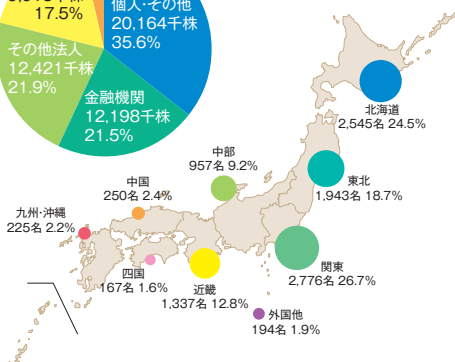 17.5%
個人・その他
20,164千株
35.6%
その他法人
12,421千株
21.9%
金融機関
12,198千株
21.5%
北海道
2,545名 24.5%
中部
957名 9.2%
東北
1,943名 18.7%
中国
250名 2.4%
九州・沖縄
225名 2.2%
関東
2,776名 26.7%
四国
167名 1.6%
近畿
1,337名 12.8%
外国他
194名 1.9%